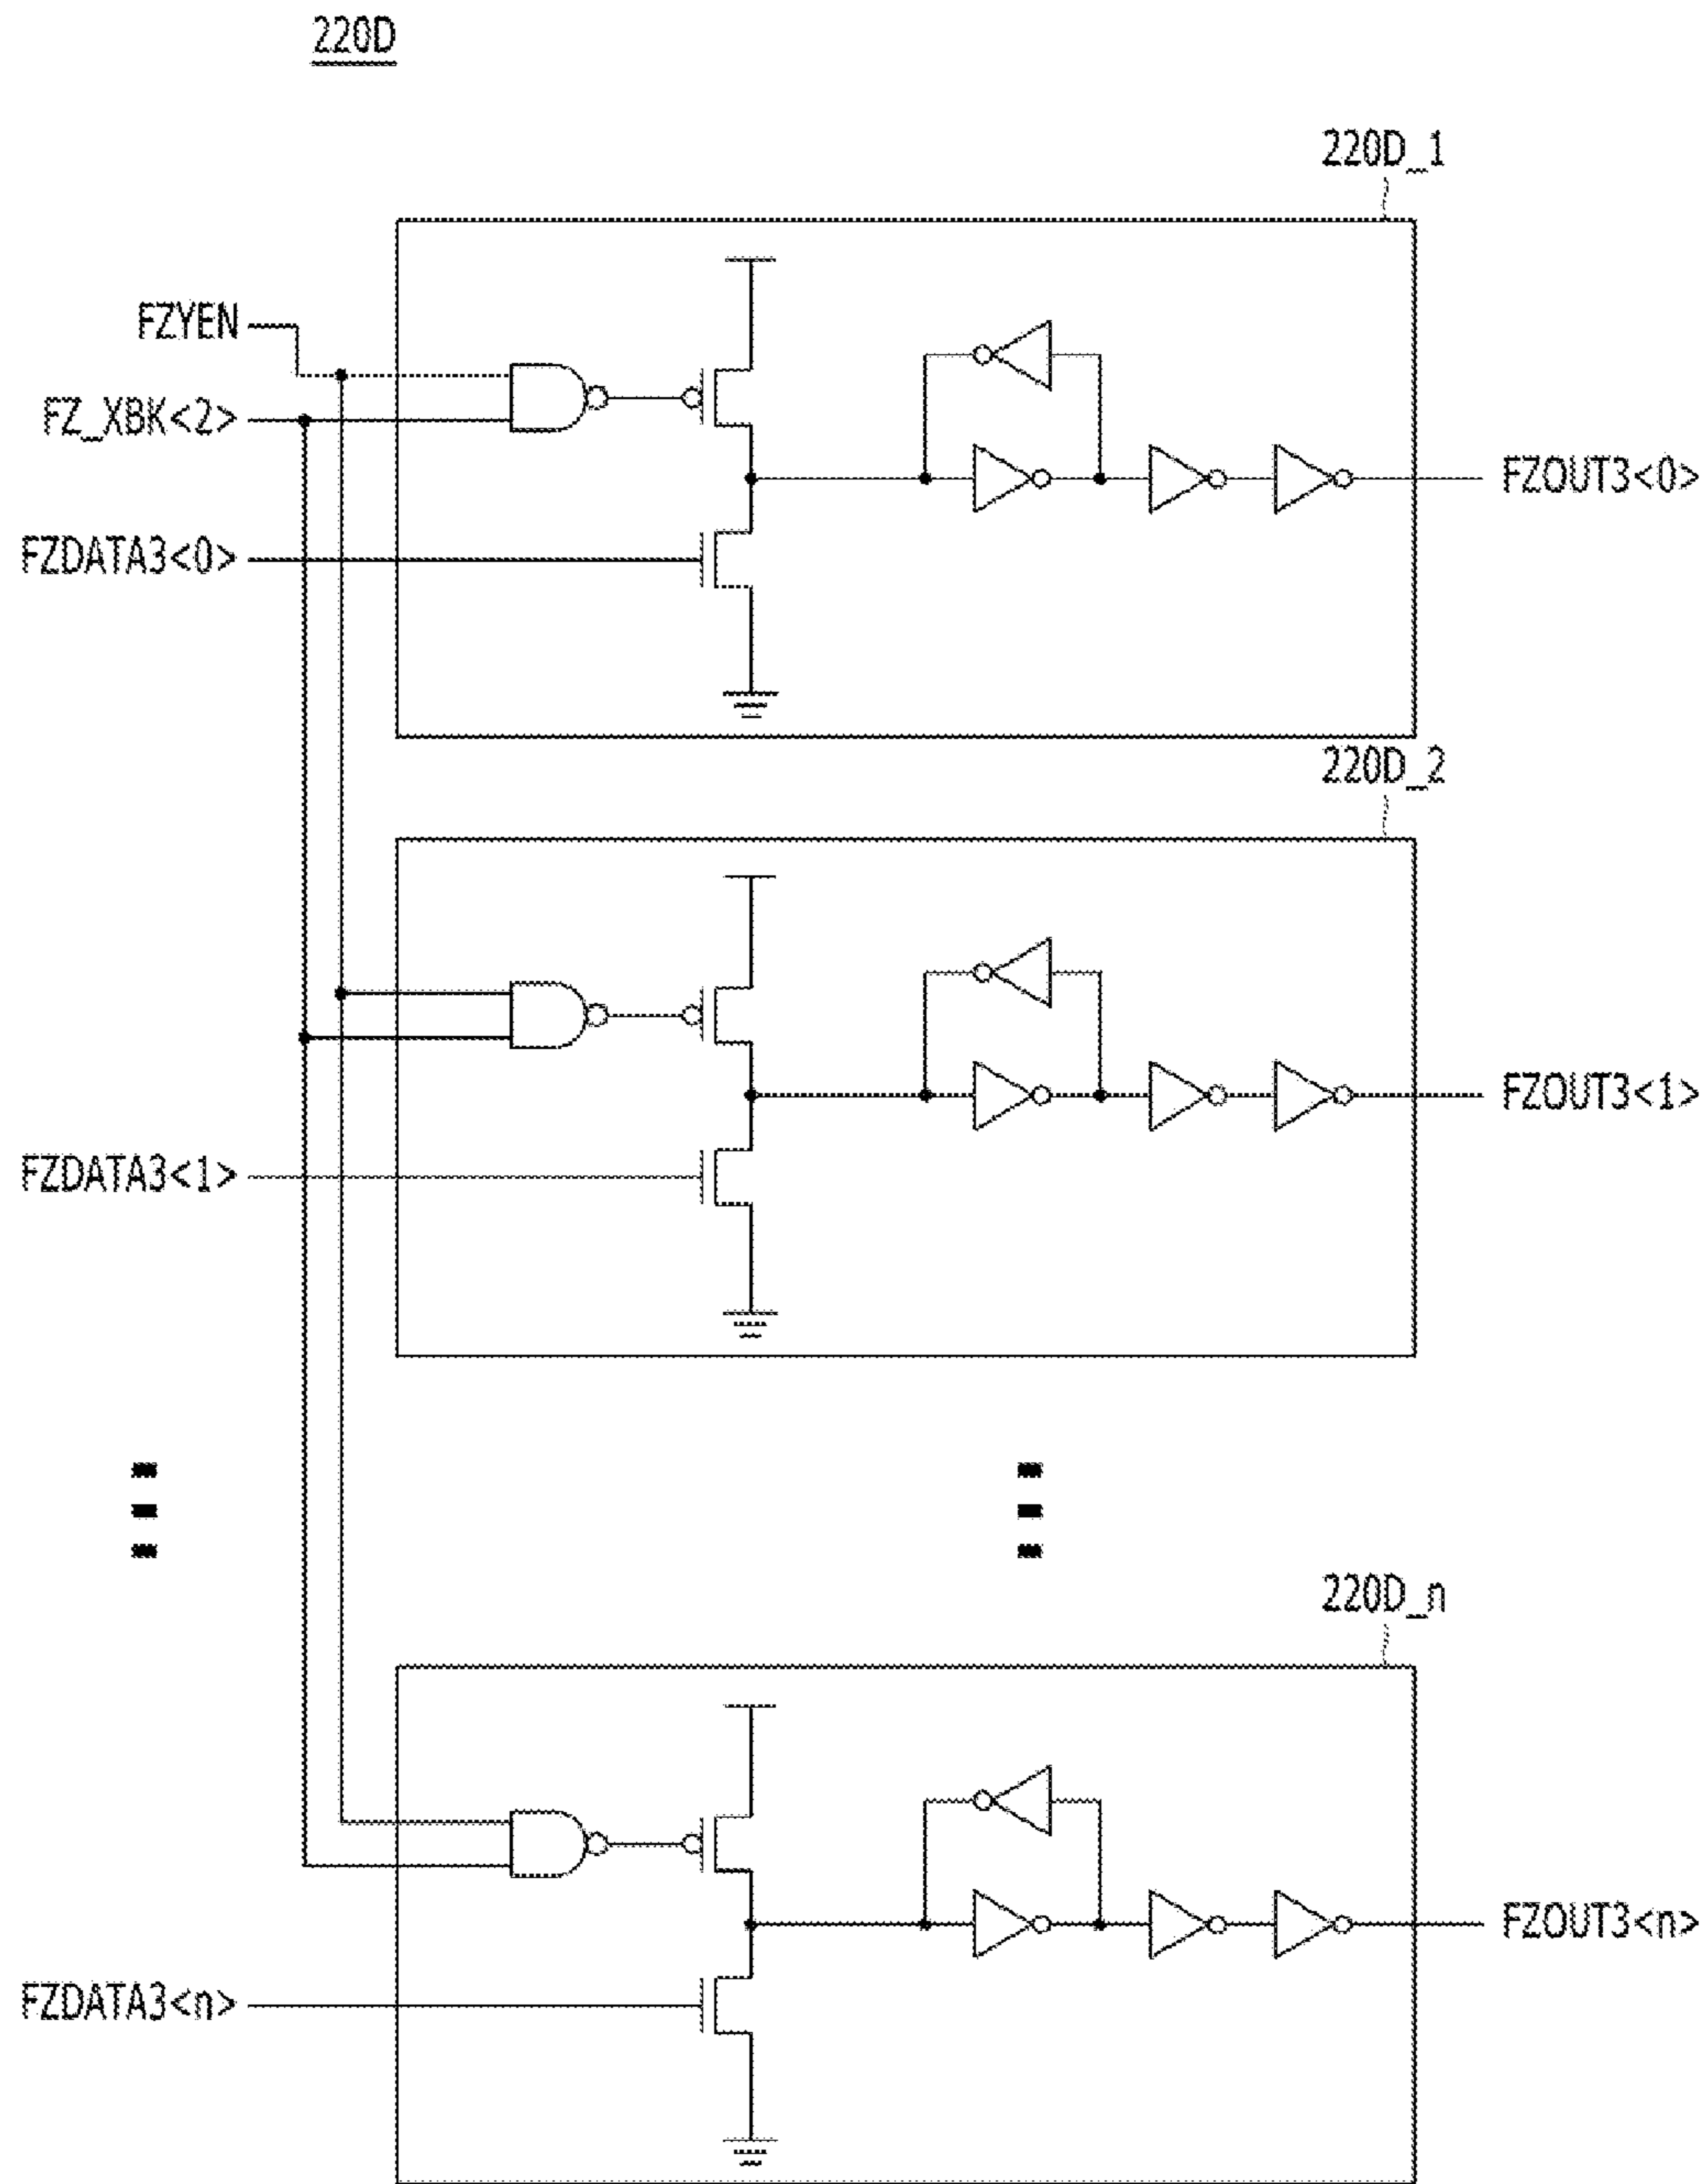 220D
220D_1
FZYEN
FZ_XBK<2>
FZOUT3<0>
FZDATA3<0>
220D_2
FZOUT3<1>
FZDATA3<1>
220D_n
FZOUT3<n>
FZDATA3<n>